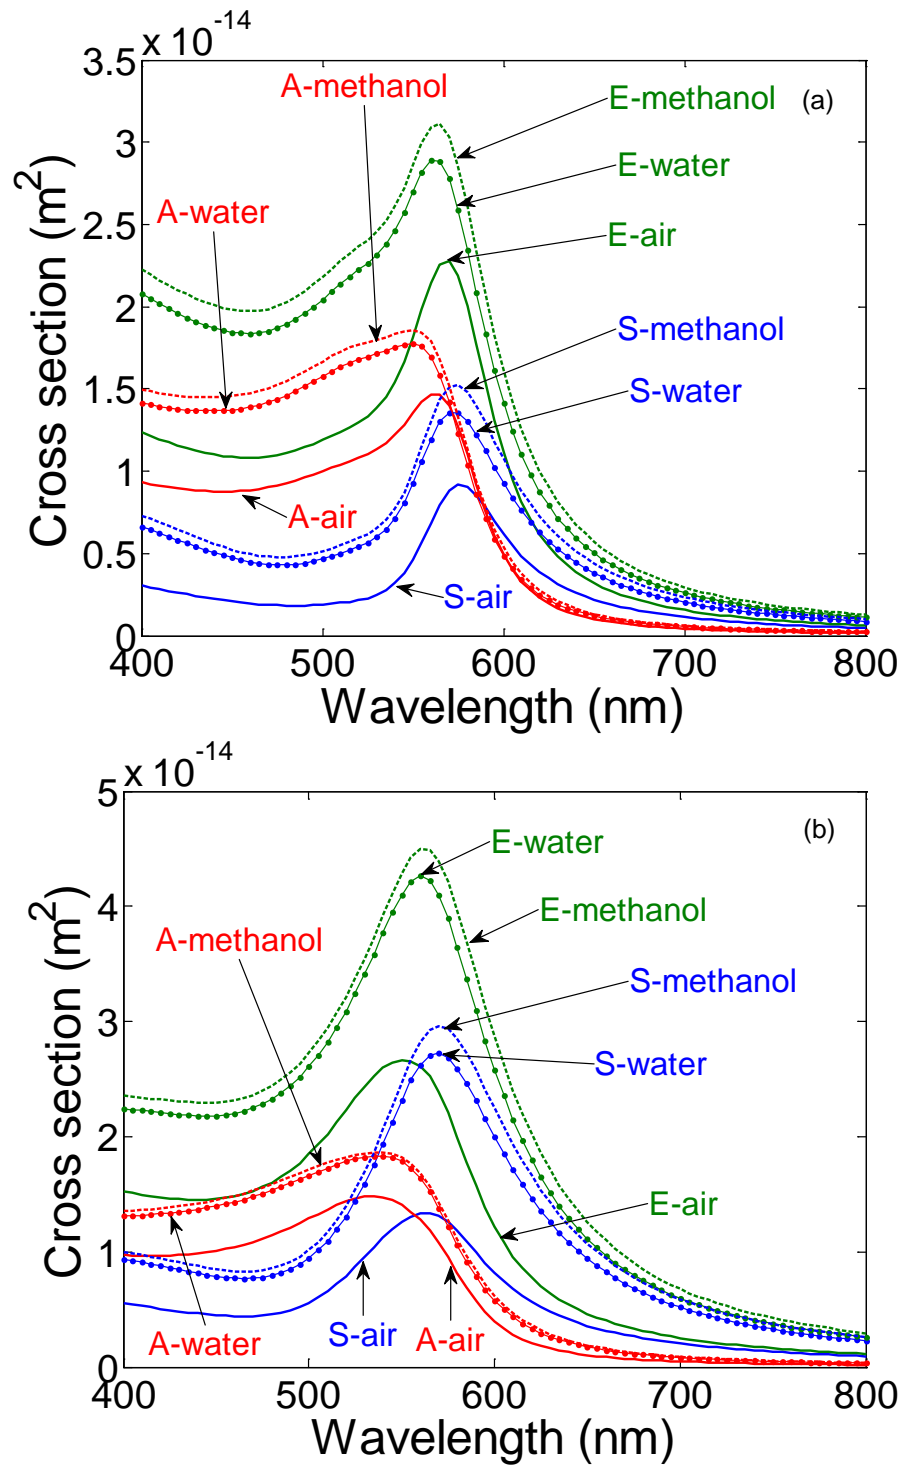 x 10^-14
3.5
3
2.5
2
1.5
1
0.5
0
Cross section (m^2)
A-methanol
E-methanol
(a)
E-water
A-water
E-air
S-methanol
S-water
A-air
S-air
400 500 600 700 800
Wavelength (nm)
x 10^-14
5
4
3
2
1
0
Cross section (m^2)
(b)
E-water
E-methanol
A-methanol
S-methanol
S-water
E-air
A-water
S-air
A-air
400 500 600 700 800
Wavelength (nm)